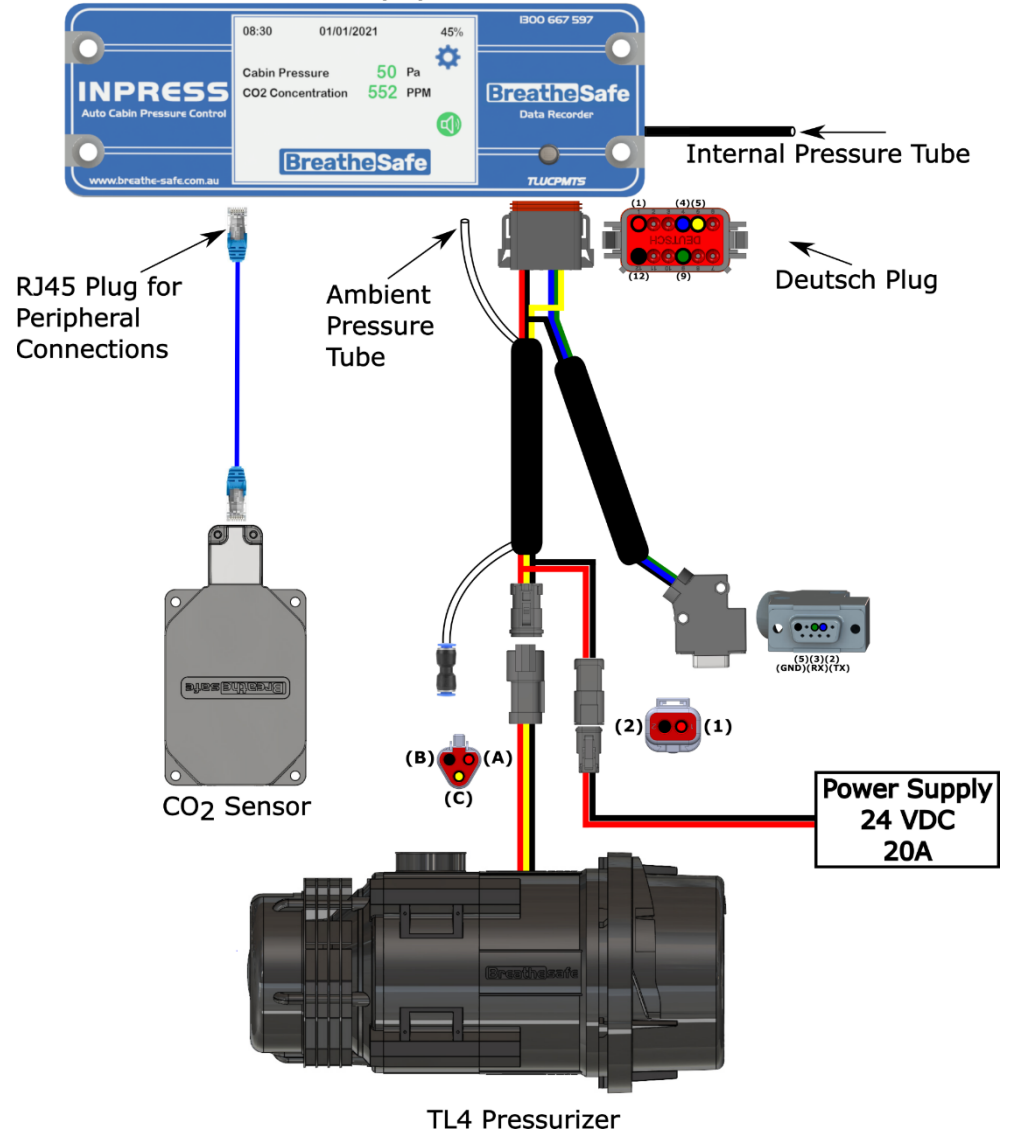 1300 667 597
08:30 01/01/2021 45%
Cabin Pressure 50 Pa
CO2 Concentration 552 PPM
INPRESS
Auto Cabin Pressure Control
BreatheSafe
Data Recorder
BreatheSafe
www.breathe-safe.com.au
TLUCPMTS
Internal Pressure Tube
(1) (4)(5)
DEUTSCH
(12) (9)
Deutsch Plug
RJ45 Plug for
Peripheral
Connections
Ambient
Pressure
Tube
(5)(3)(2)
(GND)(RX)(TX)
Breathesafe
(2) (1)
(B) (A)
(C)
CO2 Sensor
Power Supply
24 VDC
20A
Breathesafe
TL4 Pressurizer